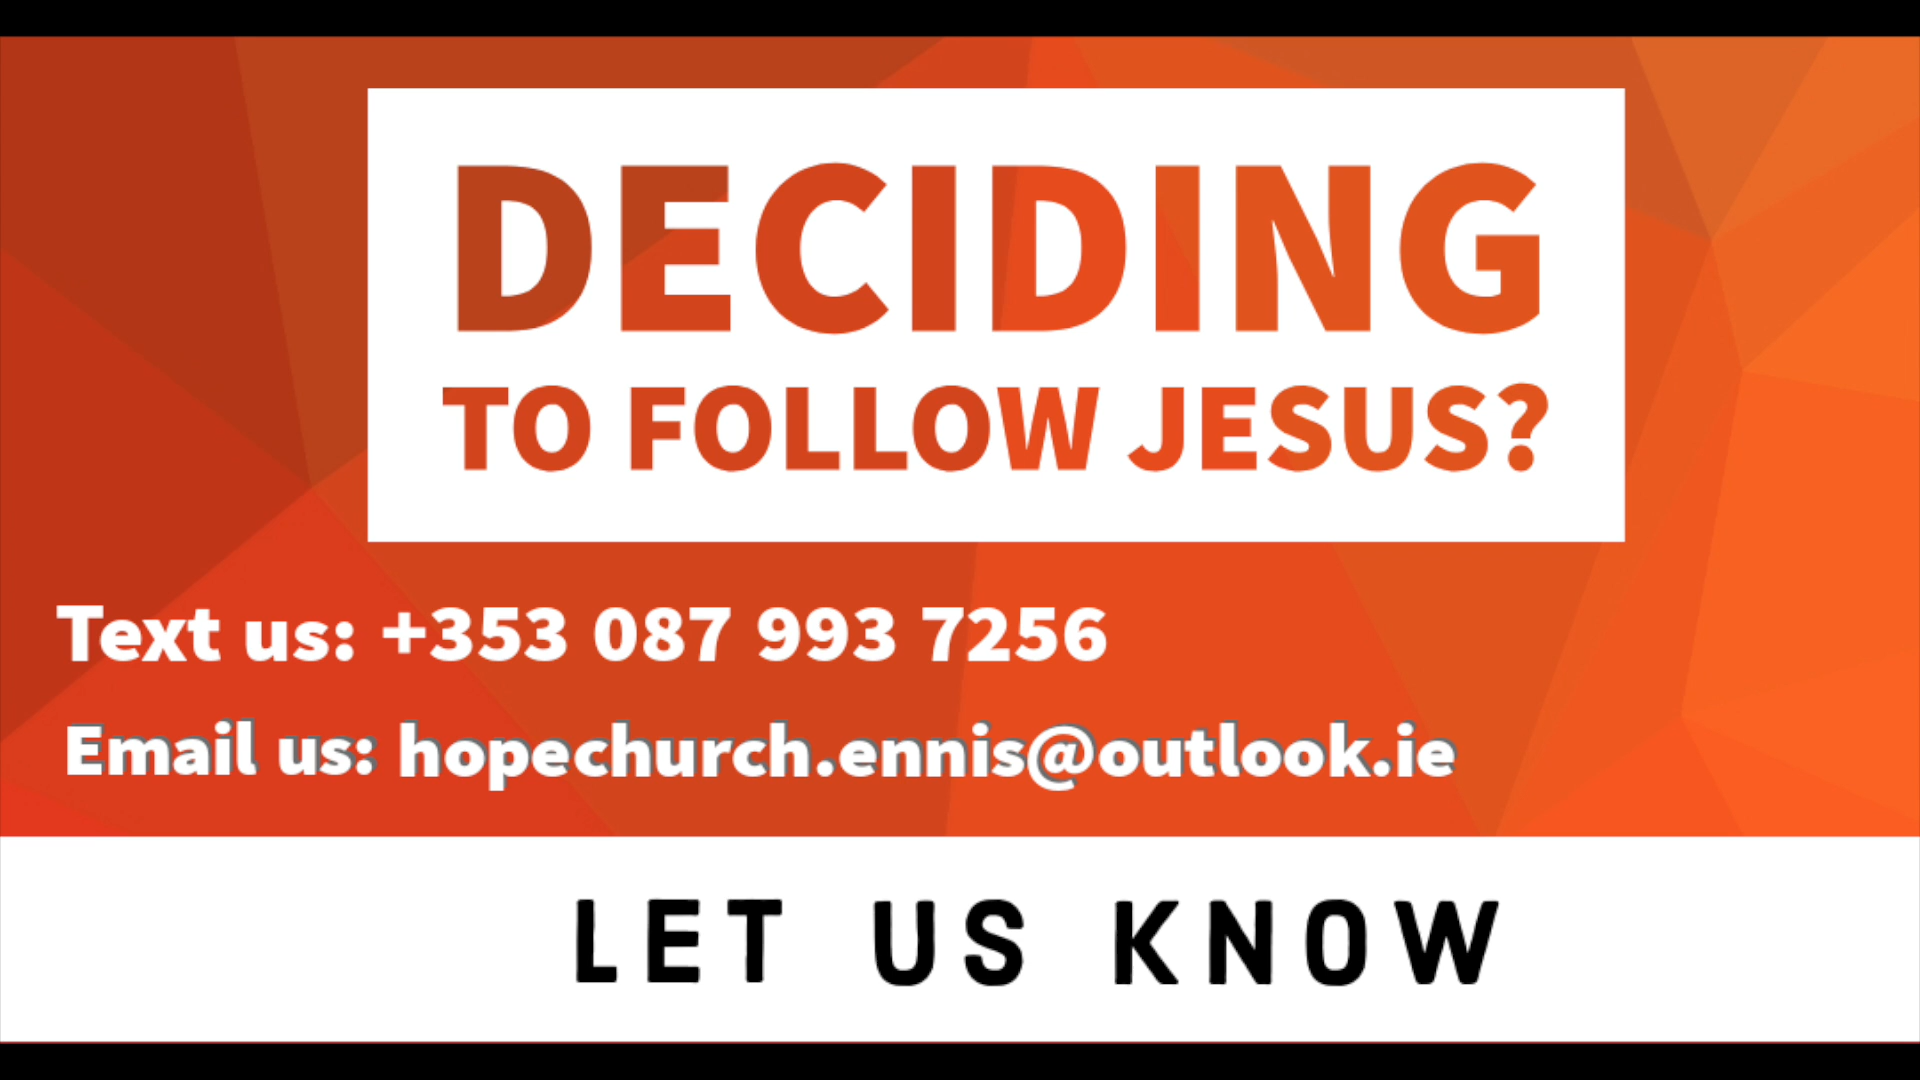 DECIDING
TO FOLLOW JESUS?
Text us: +353 087 993 7256
Email us: hopechurch.ennis@outlook.ie
LET US KNOW